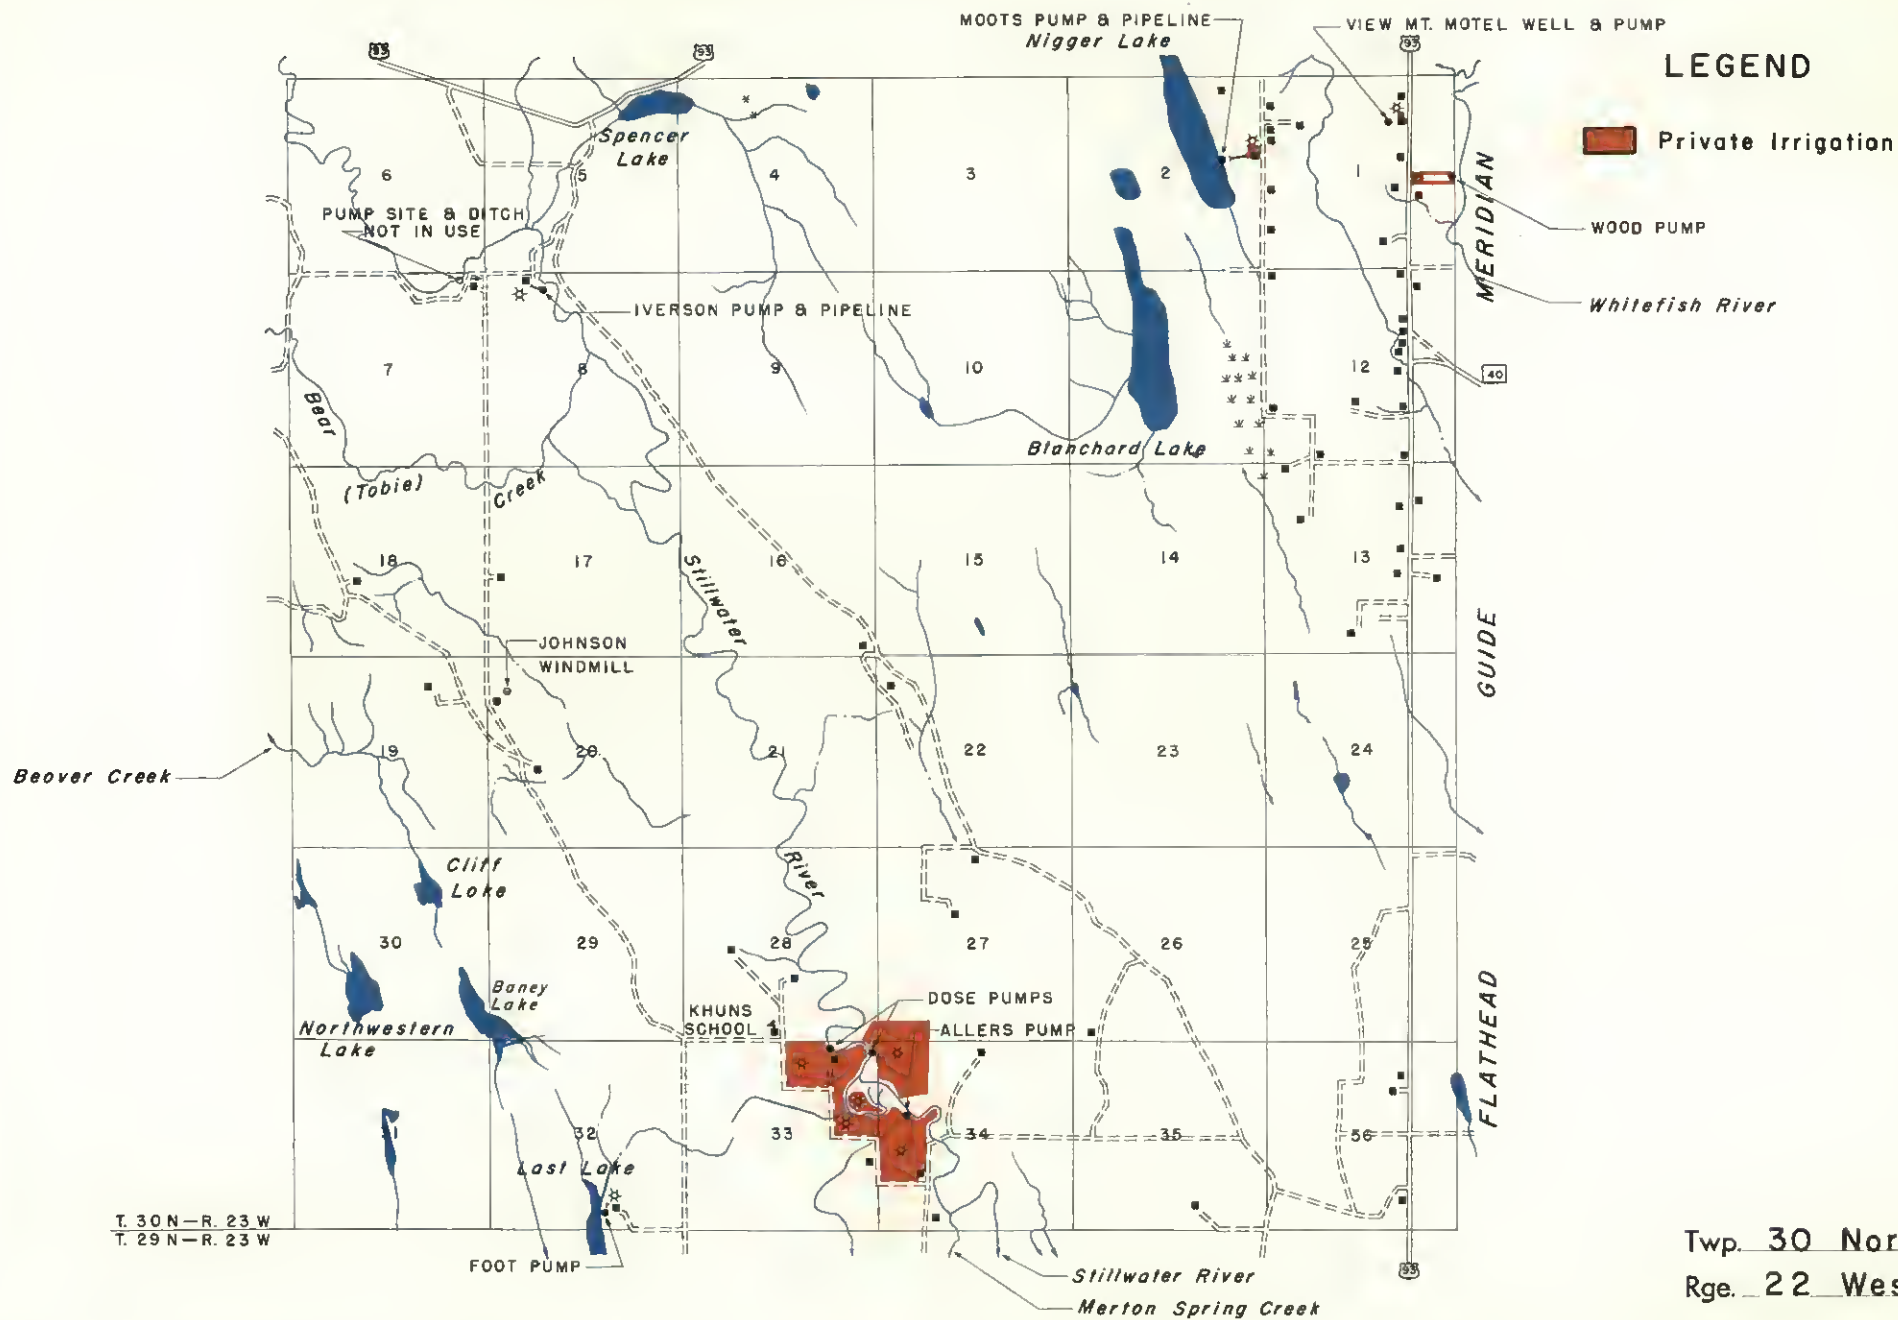 MOOTS PUMP & PIPELINE
Nigger Lake
VIEW MT. MOTEL WELL & PUMP
93
93
93
LEGEND
Private Irrigation
Spencer
Lake
6
5
4
3
2
1
PUMP SITE & DITCH
NOT IN USE
WOOD PUMP
MERIDIAN
IVERSON PUMP & PIPELINE
Whitefish River
7
8
9
10
12
40
Bear
(Tobie)
Creek
Blanchard Lake
18
17
16
15
14
13
Stillwater
JOHNSON
WINDMILL
GUIDE
19
20
21
22
23
24
Beaver Creek
Cliff
Lake
River
30
29
28
27
26
25
Baney
Lake
Northwestern
Lake
KHUNS
SCHOOL
DOSE PUMPS
ALLERS PUMP
FLATHEAD
32
33
34
35
36
Last Lake
T. 30 N-R. 23 W
T. 29 N-R. 23 W
FOOT PUMP
93
Stillwater River
Merton Spring Creek
Twp. 30 Nor
Rge. 22 Wes